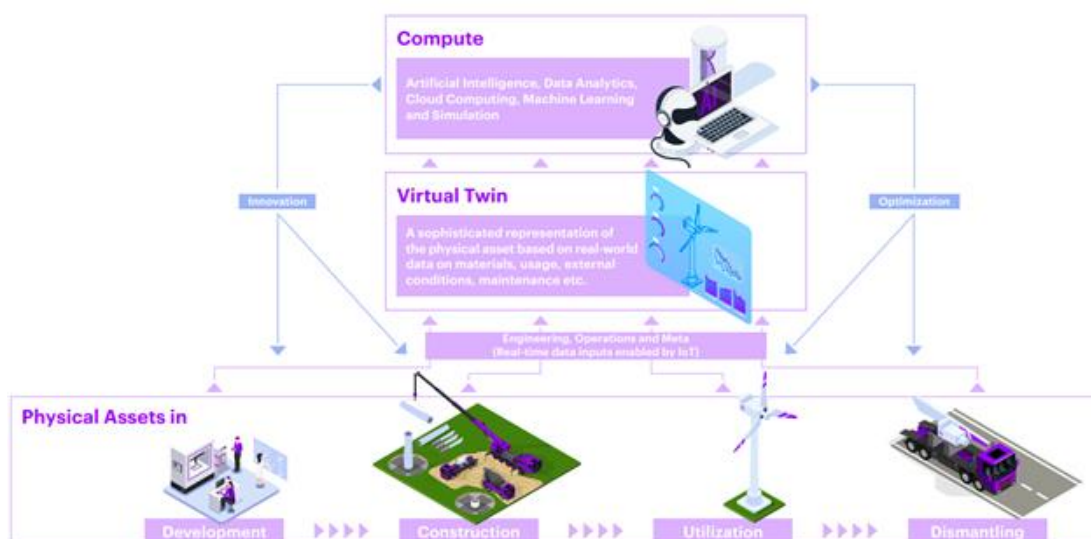 Compute
Artificial Intelligence, Data Analytics,
Cloud Computing, Machine Learning
and Simulation
Innovation
Optimization
Virtual Twin
A sophisticated representation of
the physical asset based on real-world
data on materials, usage, external
conditions, maintenance etc.
Engineering, Operations and Meta
(Real-time data inputs enabled by IoT)
Physical Assets in
Development
Construction
Utilization
Dismantling